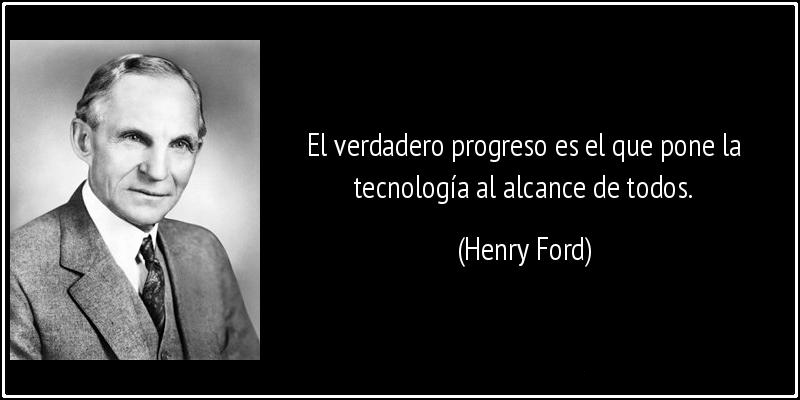 El verdadero progreso es el que pone la
tecnología al alcance de todos.
(Henry Ford)